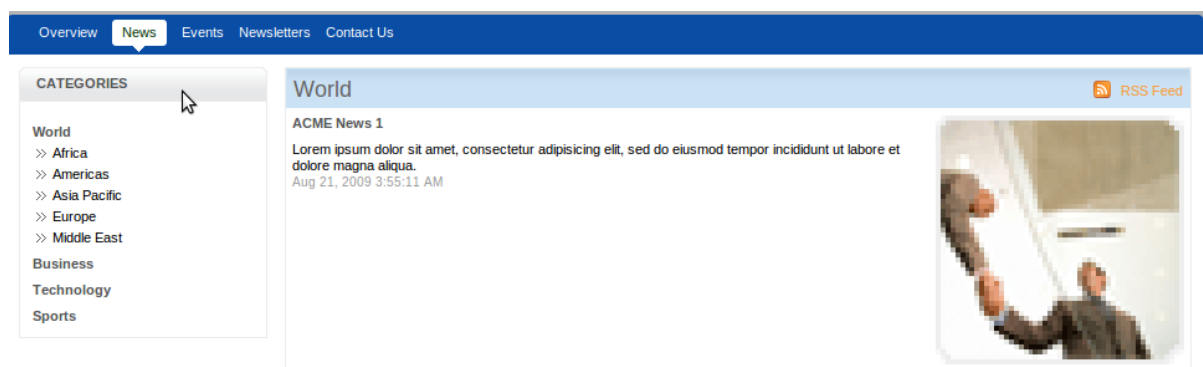 Overview News Events Newsletters Contact Us
CATEGORIES
World
Africa
Americas
Asia Pacific
Europe
Middle East
Business
Technology
Sports
World
RSS Feed
ACME News 1
Lorem ipsum dolor sit amet, consectetur adipisicing elit, sed do eiusmod tempor incididunt ut labore et
dolore magna aliqua.
Aug 21, 2009 3:55:11 AM